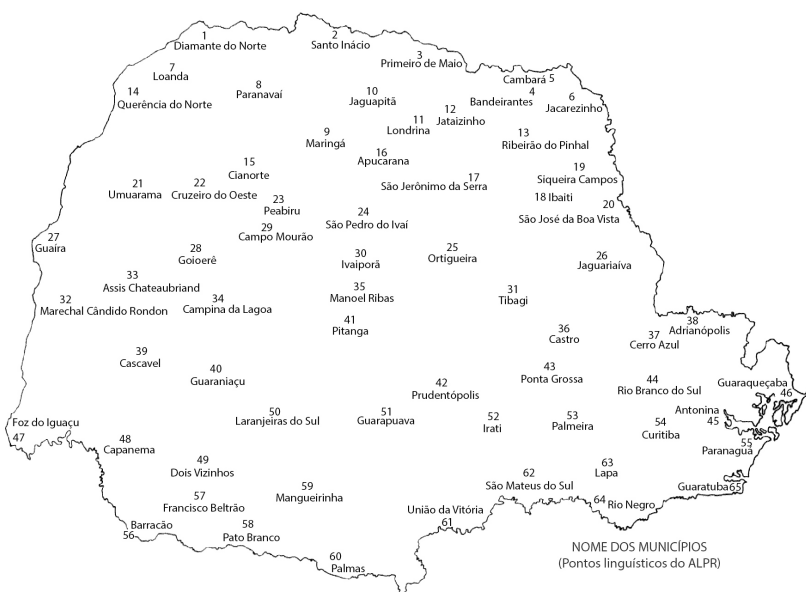 1
Diamante do Norte
2
Santo Inácio
3
Primeiro de Maio
Cambará 5
4
Bandeirantes
6
Jacarezinho
7
Loanda
8
Paranavaí
14
Querência do Norte
10
Jaguapitã
12
Jataizinho
11
Londrina
9
Maringá
13
Ribeirão do Pinhal
16
Apucarana
15
Cianorte
17
São Jerônimo da Serra
19
Siqueira Campos
18 Ibaiti
21
Umuarama
22
Cruzeiro do Oeste
23
Peabiru
24
São Pedro do Ivaí
20
São José da Boa Vista
29
Campo Mourão
27
Guaíra
28
Goioerê
30
Ivaiporã
25
Ortigueira
26
Jaguariaíva
33
Assis Chateaubriand
32
Marechal Cândido Rondon
34
Campina da Lagoa
35
Manoel Ribas
31
Tibagi
41
Pitanga
36
Castro
37
Cerro Azul
38
Adrianópolis
39
Cascavel
40
Guaraniaçu
42
Prudentópolis
43
Ponta Grossa
44
Rio Branco do Sul
Guaraqueçaba
46
Foz do Iguaçu
47
48
Capanema
50
Laranjeiras do Sul
51
Guarapuava
52
Irati
53
Palmeira
54
Curitiba
Antonina
45
55
Paranaguá
49
Dois Vizinhos
59
Mangueirinha
62
São Mateus do Sul
63
Lapa
Guaratuba 65
57
Francisco Beltrão
64 Rio Negro
União da Vitória
61
Barracão
56
58
Pato Branco
60
Palmas
NOME DOS MUNICÍPIOS
(Pontos linguísticos do ALPR)